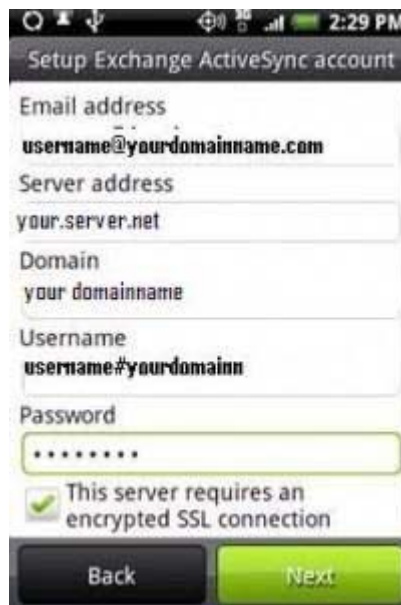 3G 2:29 PM
Setup Exchange ActiveSync account
Email address
username@yourdomainname.com
Server address
your.server.net
Domain
your domainname
Username
username#yourdomainn
Password
••••••••
This server requires an
encrypted SSL connection
Back Next